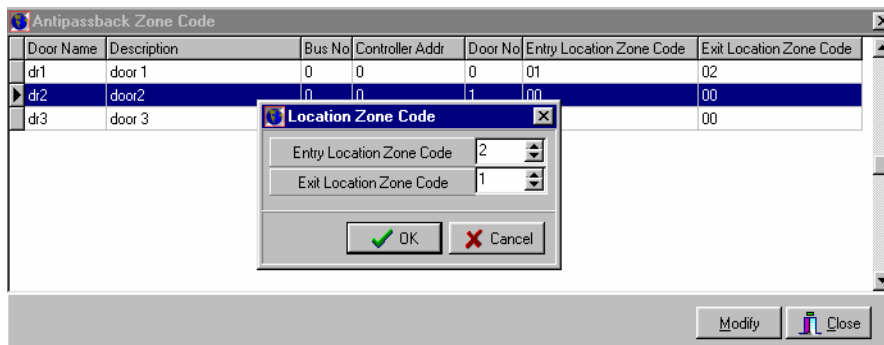 Antipassback Zone Code
Door Name Description Bus No Controller Addr Door No Entry Location Zone Code Exit Location Zone Code
dr1 door 1 0 0 0 01 02
dr2 door2 0 0 1 00 00
dr3 door 3 00
Location Zone Code
Entry Location Zone Code 2
Exit Location Zone Code 1
OK Cancel
Modify Close